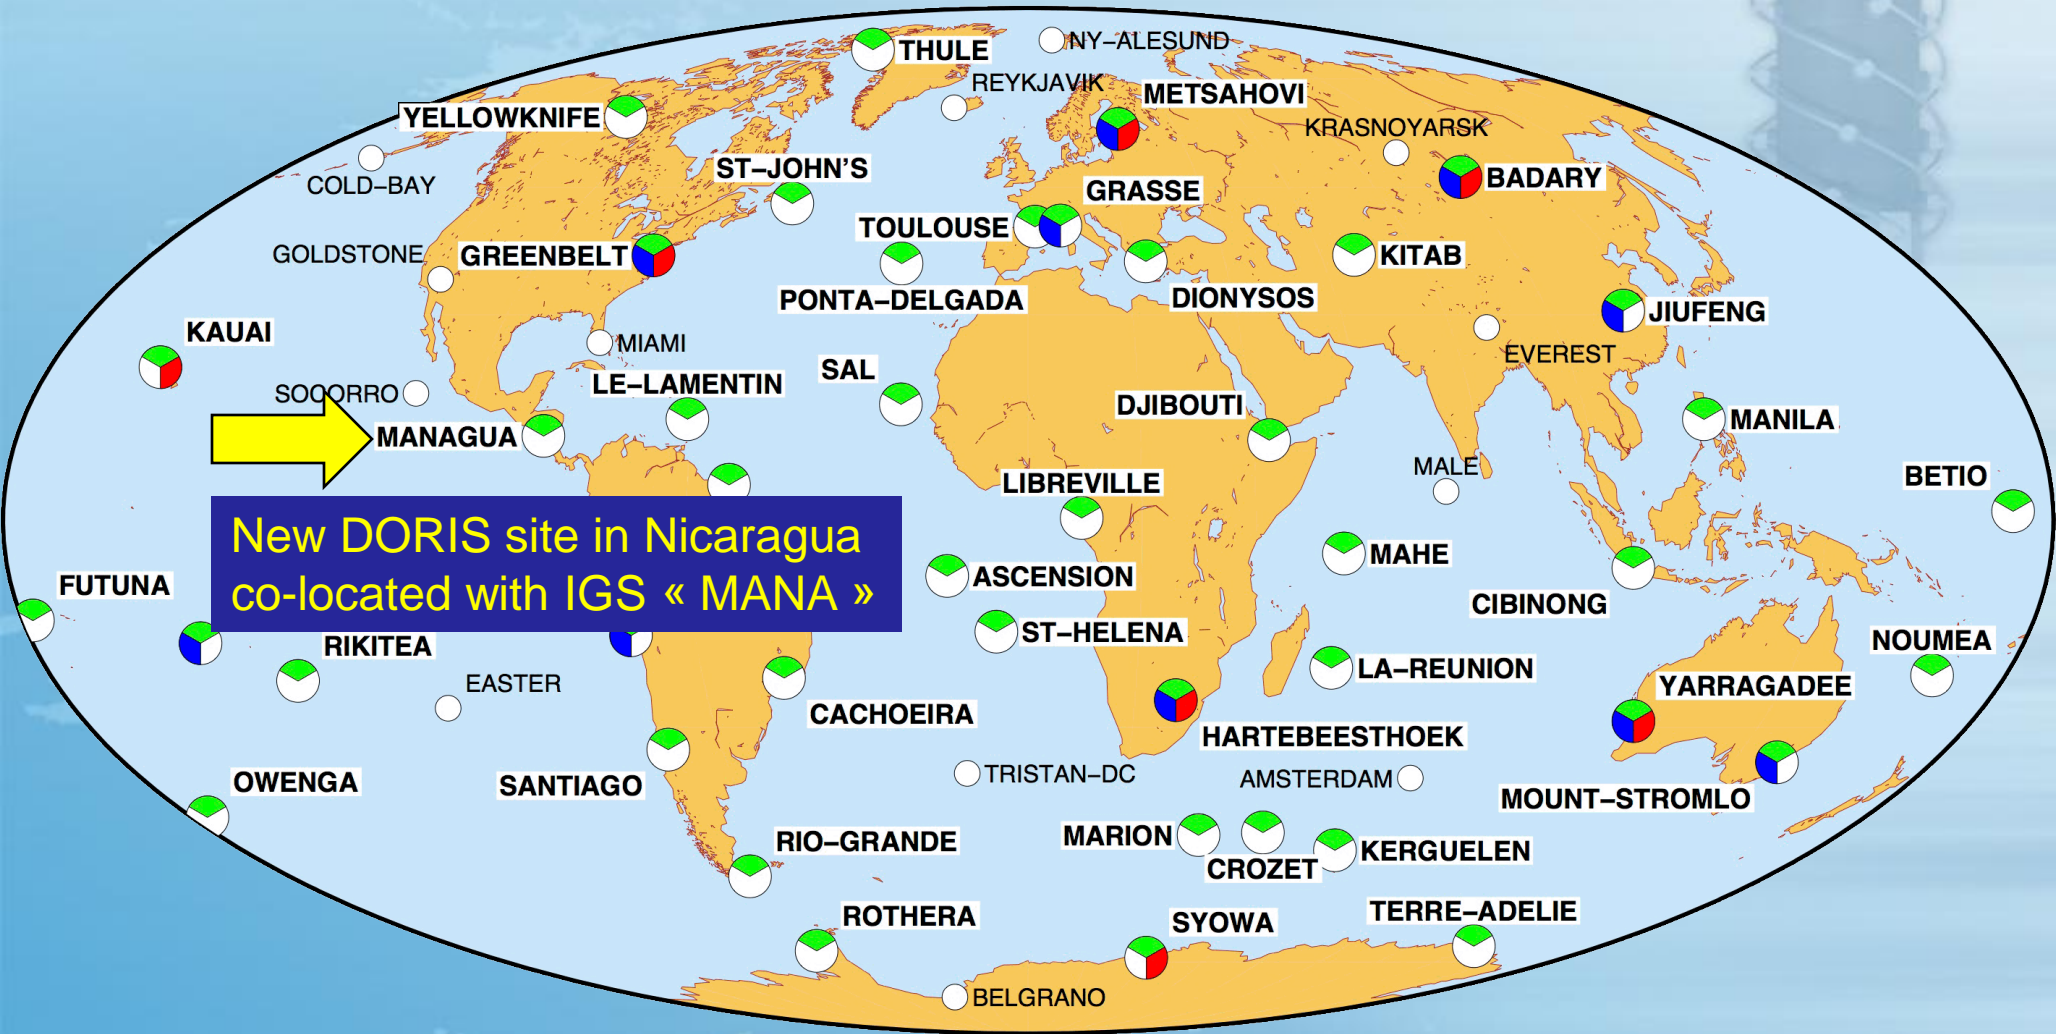 THULE
NY-ALESUND
REYKJAVIK
METSAHOVI
YELLOWKNIFE
KRASNOYARSK
ST-JOHN'S
COLD-BAY
BADARY
GRASSE
TOULOUSE
GOLDSTONE
GREENBELT
KITAB
PONTA-DELGADA
DIONYSOS
JIUFENG
KAUAI
MIAMI
EVEREST
SAL
LE-LAMENTIN
SOCORRO
DJIBOUTI
MANILA
MANAGUA
MALE
BETIO
LIBREVILLE
New DORIS site in Nicaragua
co-located with IGS « MANA »
MAHE
ASCENSION
FUTUNA
CIBINONG
ST-HELENA
NOUMEA
RIKITEA
LA-REUNION
EASTER
YARRAGADEE
CACHOEIRA
HARTEBEESTHOEK
TRISTAN-DC
AMSTERDAM
OWENGA
SANTIAGO
MOUNT-STROMLO
MARION
RIO-GRANDE
KERGUELEN
CROZET
TERRE-ADELIE
ROTHERA
SYOWA
BELGRANO